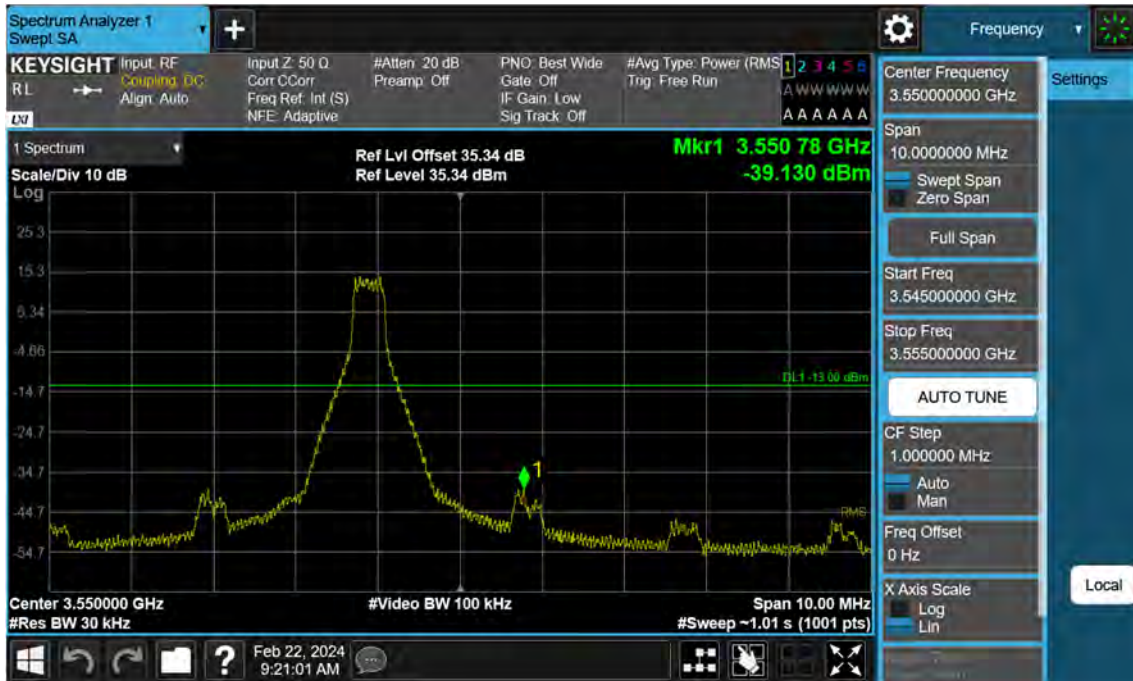 Spectrum Analyzer 1
Swept SA
+
Frequency
KEYSIGHT
RL
LXI
Input: RF
Coupling: DC
Align: Auto
Input Z: 50 Ω
Corr CCorr
Freq Ref: Int (S)
NFE: Adaptive
#Atten: 20 dB
Preamp: Off
PNO: Best Wide
Gate: Off
IF Gain: Low
Sig Track: Off
#Avg Type: Power (RMS
Trig: Free Run
1 2 3 4 5 6
A W W W W W
A A A A A A
1 Spectrum
Scale/Div 10 dB
Ref Lvl Offset 35.34 dB
Ref Level 35.34 dBm
Mkr1 3.550 78 GHz
-39.130 dBm
Log
25.3
15.3
5.34
-4.66
-14.7
-24.7
-34.7
-44.7
-54.7
DL1 -13.00 dBm
1
RMS
Center 3.550000 GHz
#Res BW 30 kHz
#Video BW 100 kHz
Span 10.00 MHz
#Sweep ~1.01 s (1001 pts)
Center Frequency
3.550000000 GHz
Span
10.0000000 MHz
Swept Span
Zero Span
Full Span
Start Freq
3.545000000 GHz
Stop Freq
3.555000000 GHz
AUTO TUNE
CF Step
1.000000 MHz
Auto
Man
Freq Offset
0 Hz
X Axis Scale
Log
Lin
Settings
Local
?
Feb 22, 2024
9:21:01 AM